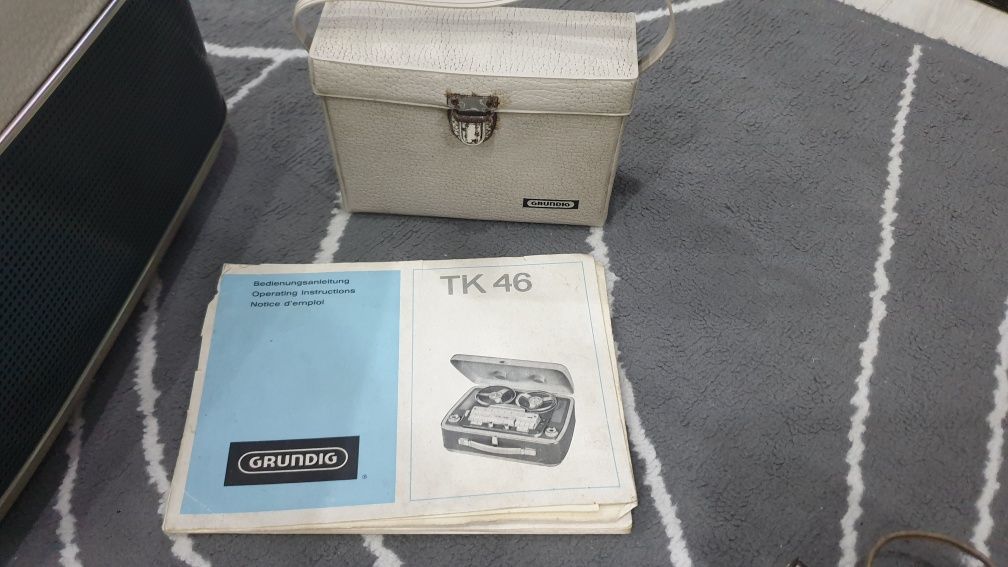 GRUNDIG
Bedienungsanleitung
Operating Instructions
Notice d'emploi
TK 46
GRUNDIG
®